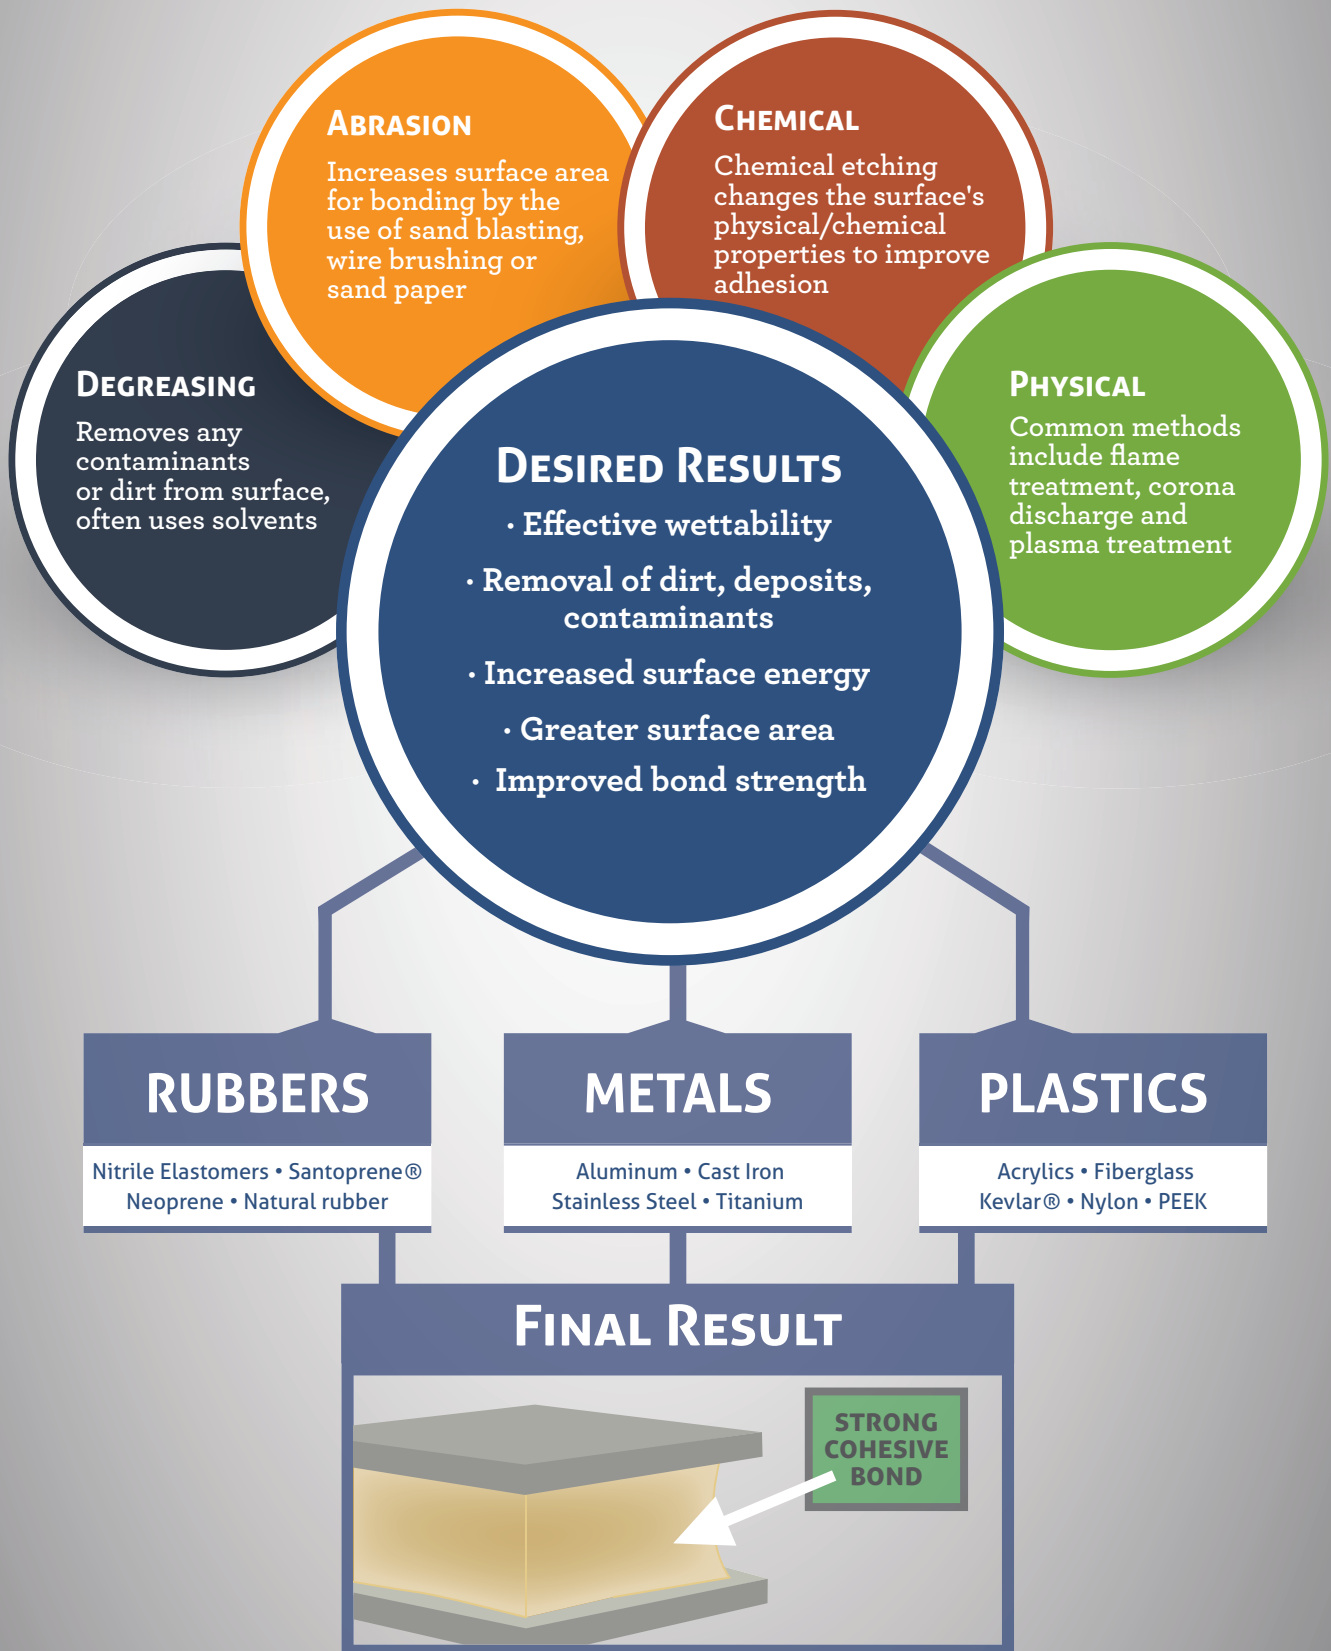 ABRASION
Increases surface area
for bonding by the
use of sand blasting,
wire brushing or
sand paper
CHEMICAL
Chemical etching
changes the surface's
physical/chemical
properties to improve
adhesion
DEGREASING
Removes any
contaminants
or dirt from surface,
often uses solvents
PHYSICAL
Common methods
include flame
treatment, corona
discharge and
plasma treatment
DESIRED RESULTS
· Effective wettability
· Removal of dirt, deposits,
contaminants
· Increased surface energy
· Greater surface area
· Improved bond strength
RUBBERS
Nitrile Elastomers • Santoprene®
Neoprene • Natural rubber
METALS
Aluminum • Cast Iron
Stainless Steel • Titanium
PLASTICS
Acrylics • Fiberglass
Kevlar® • Nylon • PEEK
FINAL RESULT
STRONG
COHESIVE
BOND